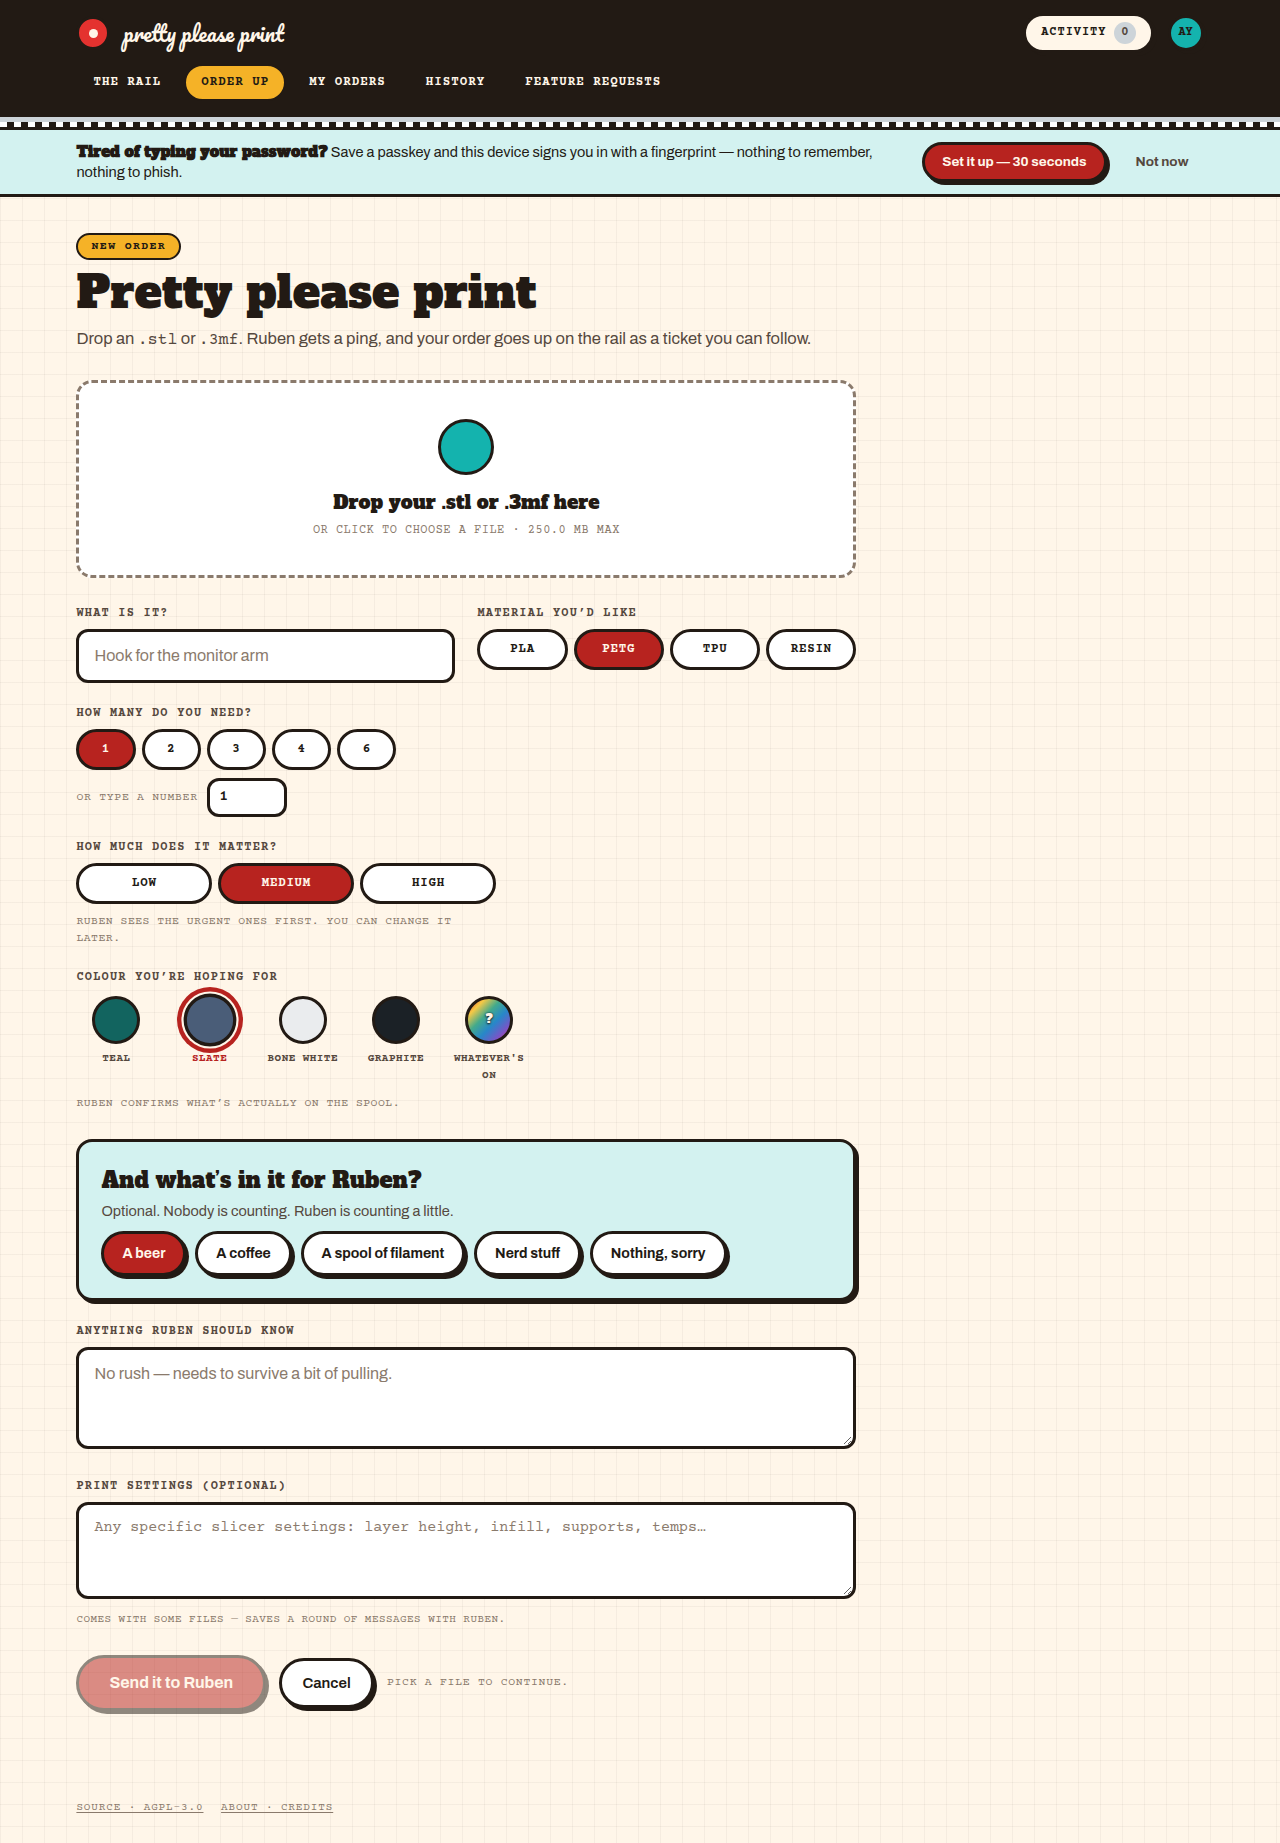 pretty please print
ACTIVITY 0
AY
THE RAIL
ORDER UP
MY ORDERS
HISTORY
FEATURE REQUESTS
Tired of typing your password? Save a passkey and this device signs you in with a fingerprint — nothing to remember,
nothing to phish.
Set it up — 30 seconds
Not now
NEW ORDER
Pretty please print
Drop an .stl or .3mf. Ruben gets a ping, and your order goes up on the rail as a ticket you can follow.
Drop your .stl or .3mf here
OR CLICK TO CHOOSE A FILE · 250.0 MB MAX
WHAT IS IT?
Hook for the monitor arm
MATERIAL YOU’D LIKE
PLA
PETG
TPU
RESIN
HOW MANY DO YOU NEED?
1
2
3
4
6
OR TYPE A NUMBER
1
HOW MUCH DOES IT MATTER?
LOW
MEDIUM
HIGH
RUBEN SEES THE URGENT ONES FIRST. YOU CAN CHANGE IT
LATER.
COLOUR YOU’RE HOPING FOR
TEAL
SLATE
BONE WHITE
GRAPHITE
?
WHATEVER'S
ON
RUBEN CONFIRMS WHAT’S ACTUALLY ON THE SPOOL.
And what’s in it for Ruben?
Optional. Nobody is counting. Ruben is counting a little.
A beer
A coffee
A spool of filament
Nerd stuff
Nothing, sorry
ANYTHING RUBEN SHOULD KNOW
No rush — needs to survive a bit of pulling.
PRINT SETTINGS (OPTIONAL)
Any specific slicer settings: layer height, infill, supports, temps…
COMES WITH SOME FILES — SAVES A ROUND OF MESSAGES WITH RUBEN.
Send it to Ruben
Cancel
PICK A FILE TO CONTINUE.
SOURCE · AGPL-3.0
ABOUT · CREDITS